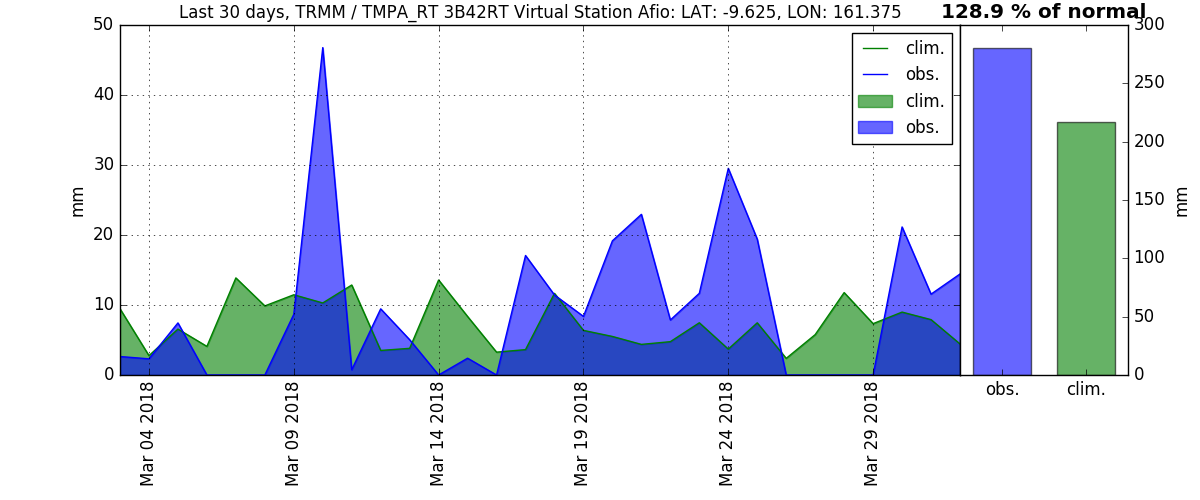 Last 30 days, TRMM / TMPA_RT 3B42RT Virtual Station Afio: LAT: -9.625, LON: 161.375
128.9 % of normal
50
40
30
20
10
0
mm
clim.
obs.
clim.
obs.
Mar 04 2018
Mar 09 2018
Mar 14 2018
Mar 19 2018
Mar 24 2018
Mar 29 2018
300
250
200
150
100
50
0
mm
obs.
clim.